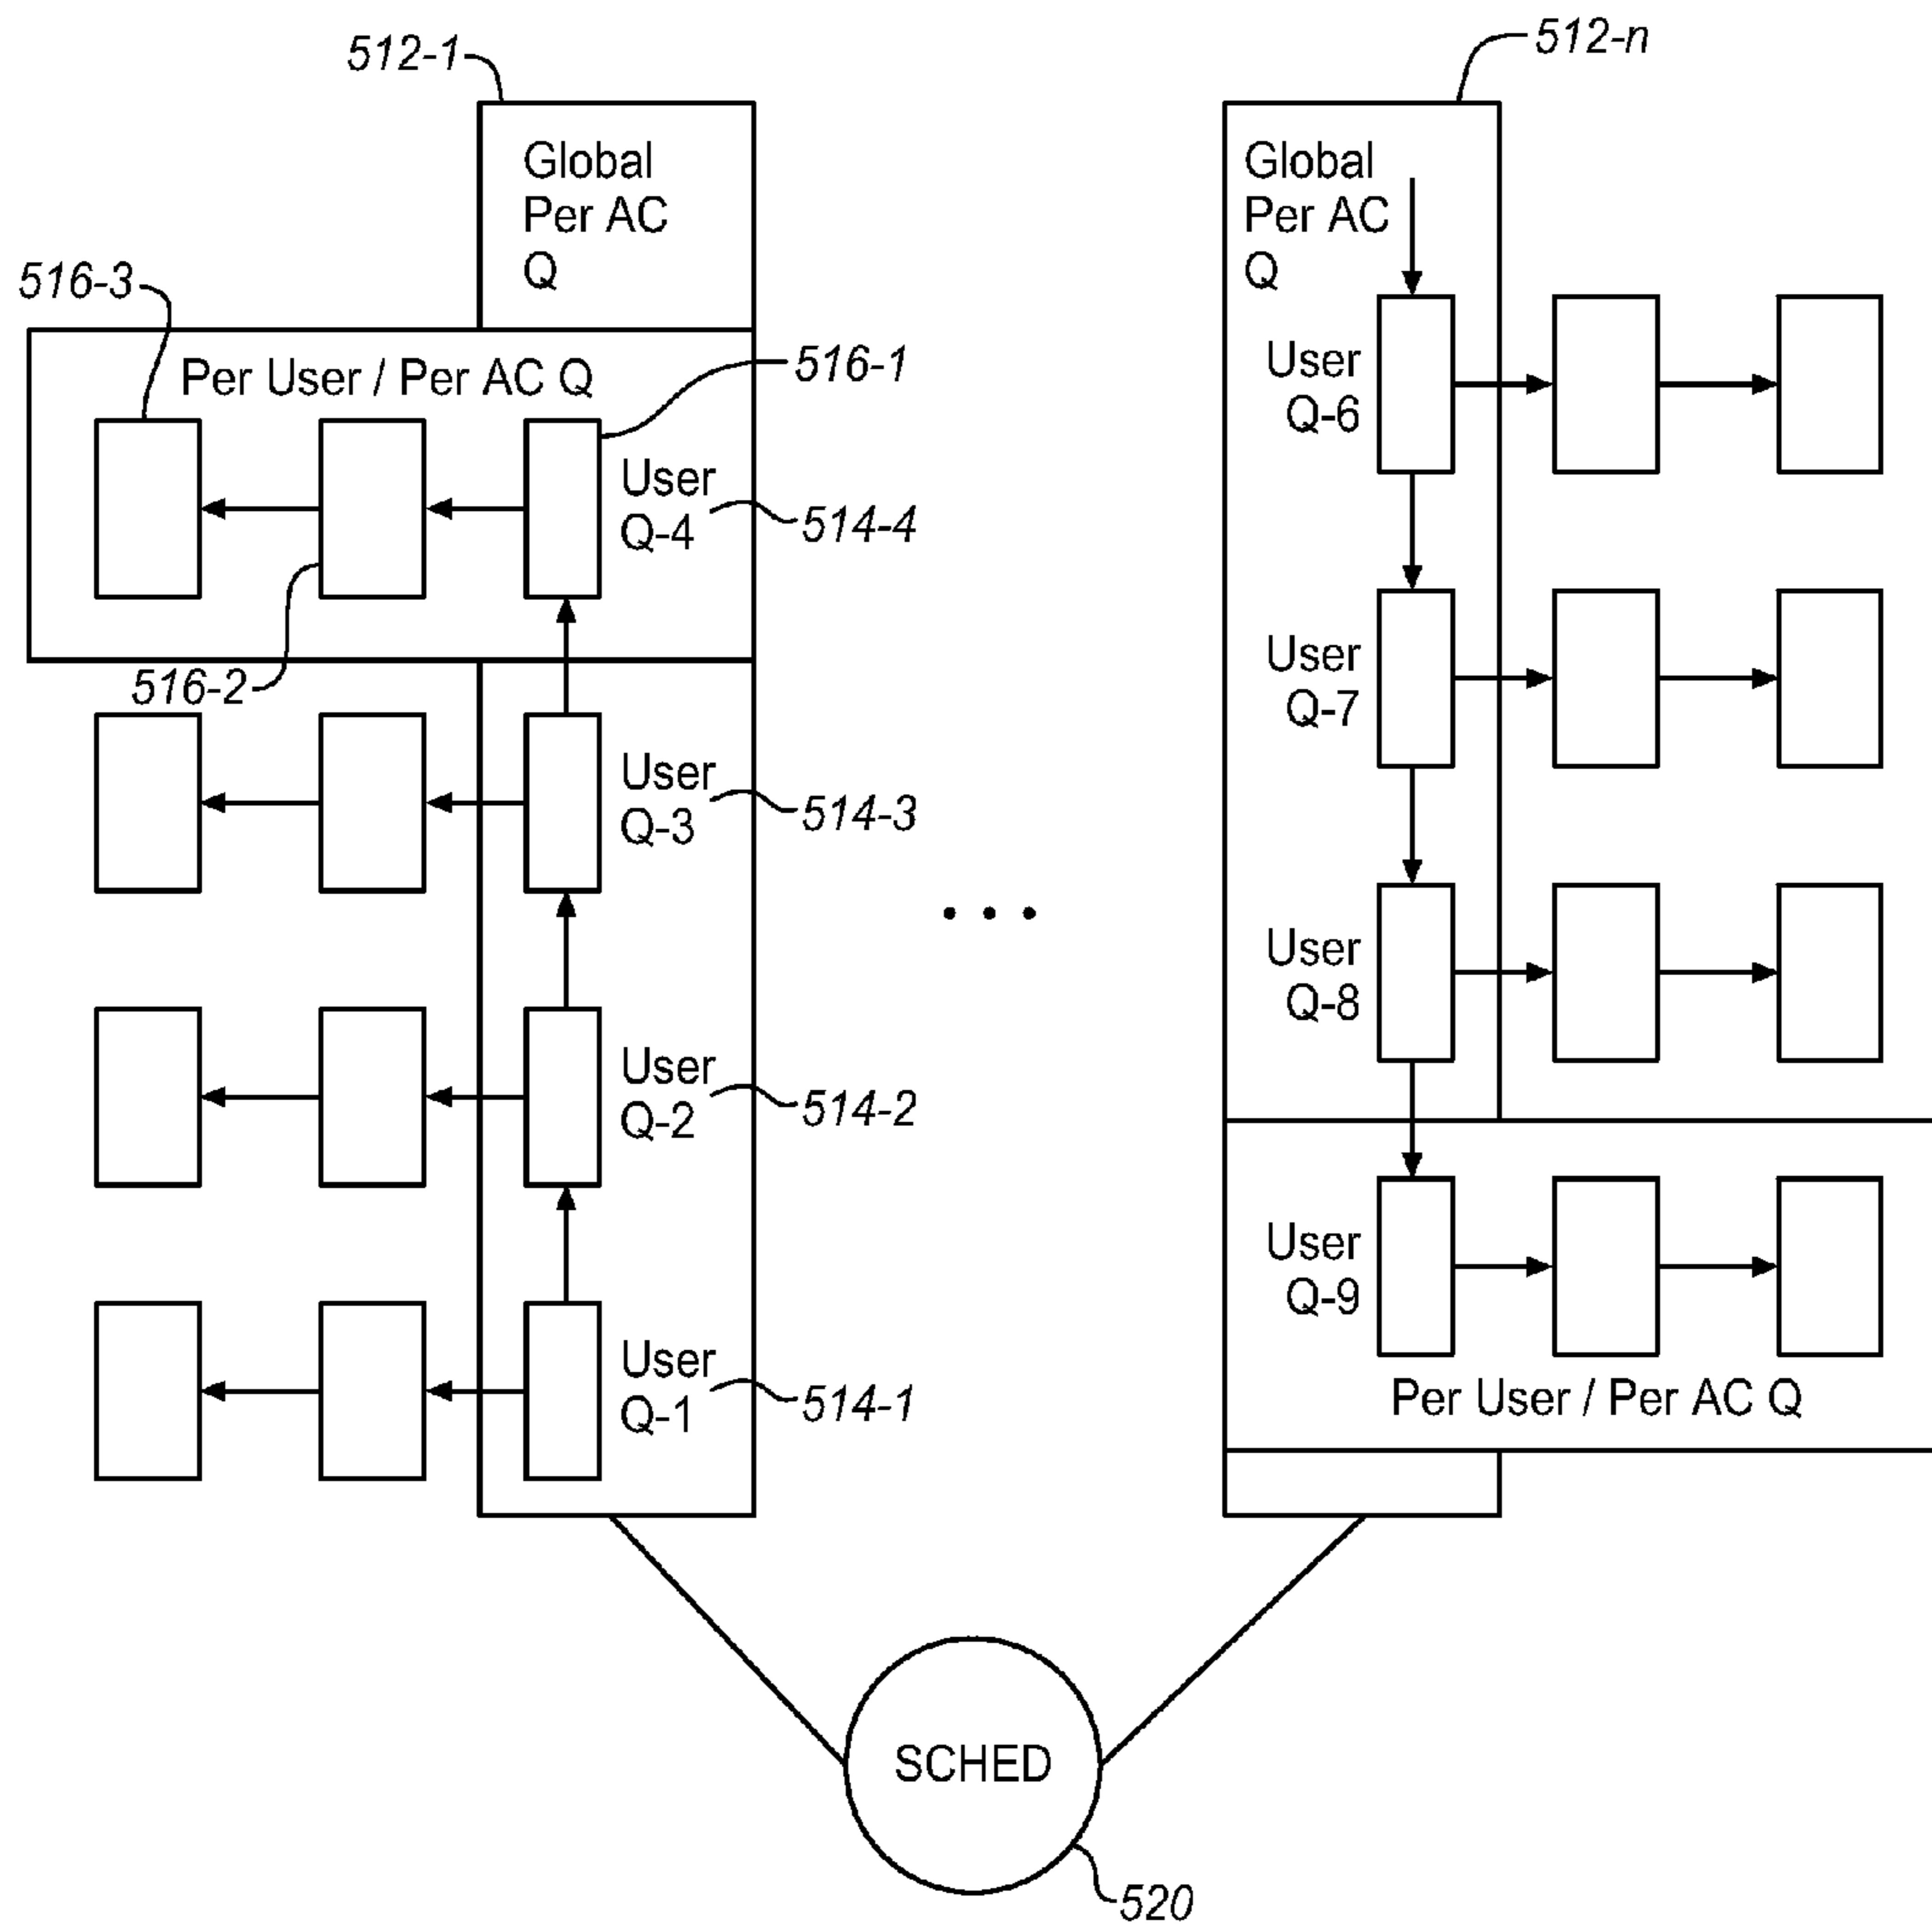 512-1
512-n
Global
Per AC
Q
Global
Per AC
Q
516-3
Per User / Per AC Q
516-1
User
Q-4
514-4
516-2
User
Q-3
514-3
User
Q-2
514-2
User
Q-1
514-1
User
Q-6
User
Q-7
User
Q-8
User
Q-9
Per User / Per AC Q
SCHED
520